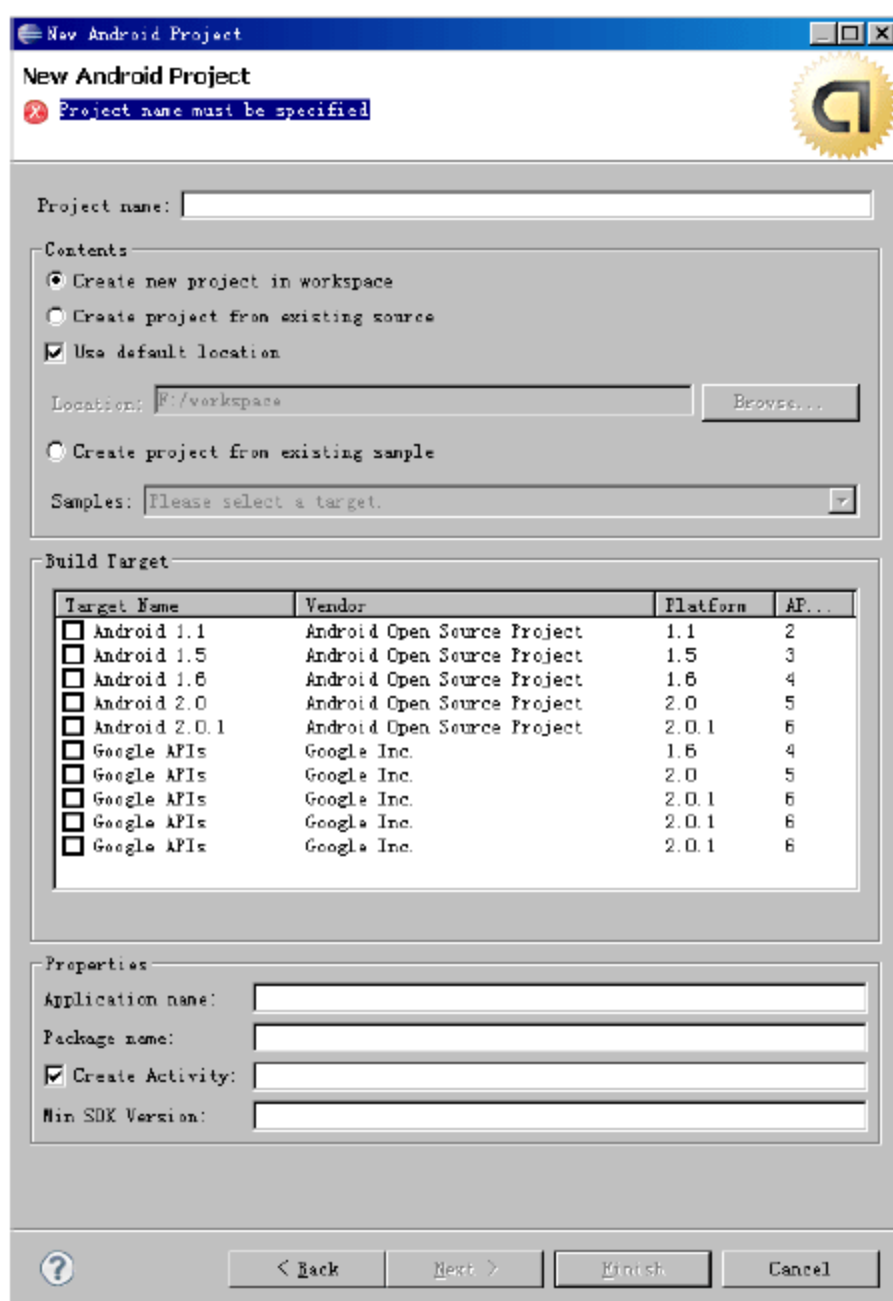 New Android Project
New Android Project
Project name must be specified
Project name:
Contents
Create new project in workspace
Create project from existing source
Use default location
Location: F:/workspace Browse...
Create project from existing sample
Samples: Please select a target.
Build Target
Target Name Vendor Platform AP...
Android 1.1 Android Open Source Project 1.1 2
Android 1.5 Android Open Source Project 1.5 3
Android 1.6 Android Open Source Project 1.6 4
Android 2.0 Android Open Source Project 2.0 5
Android 2.0.1 Android Open Source Project 2.0.1 6
Google APIs Google Inc. 1.6 4
Google APIs Google Inc. 2.0 5
Google APIs Google Inc. 2.0.1 6
Google APIs Google Inc. 2.0.1 6
Google APIs Google Inc. 2.0.1 6
Properties
Application name:
Package name:
Create Activity:
Min SDK Version:
? < Back Next > Finish Cancel